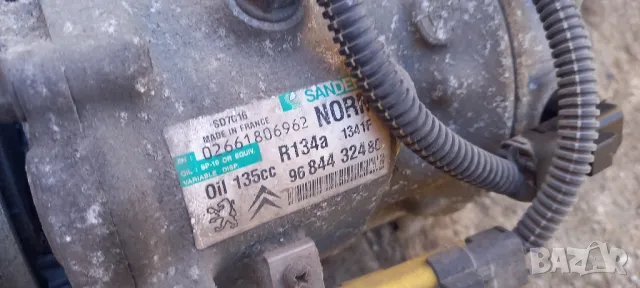 SANDE
SD7C16
MADE IN FRANCE
NOR
SN:
02661806962
1341F
OIL: SP-10 OR EQUIV.
VARIABLE DISP.
R134a
Oil 135cc
96 844 324 80
BAZAR